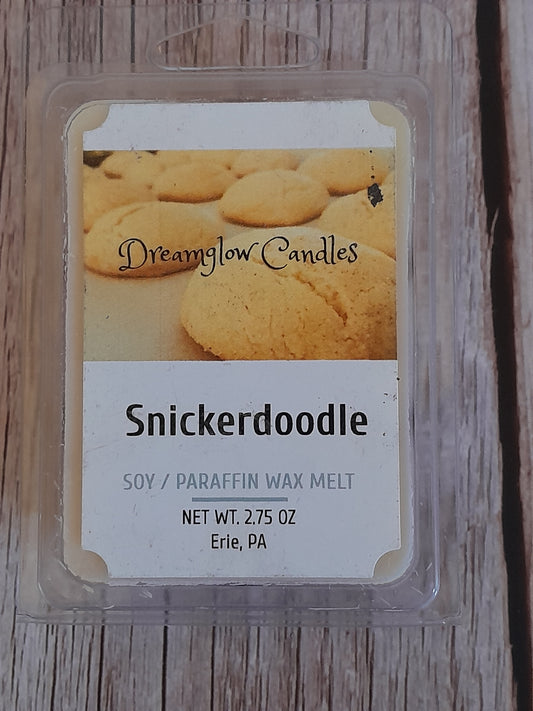 Dreamglow Candles
Snickerdoodle
SOY / PARAFFIN WAX MELT
NET WT. 2.75 OZ
Erie, PA